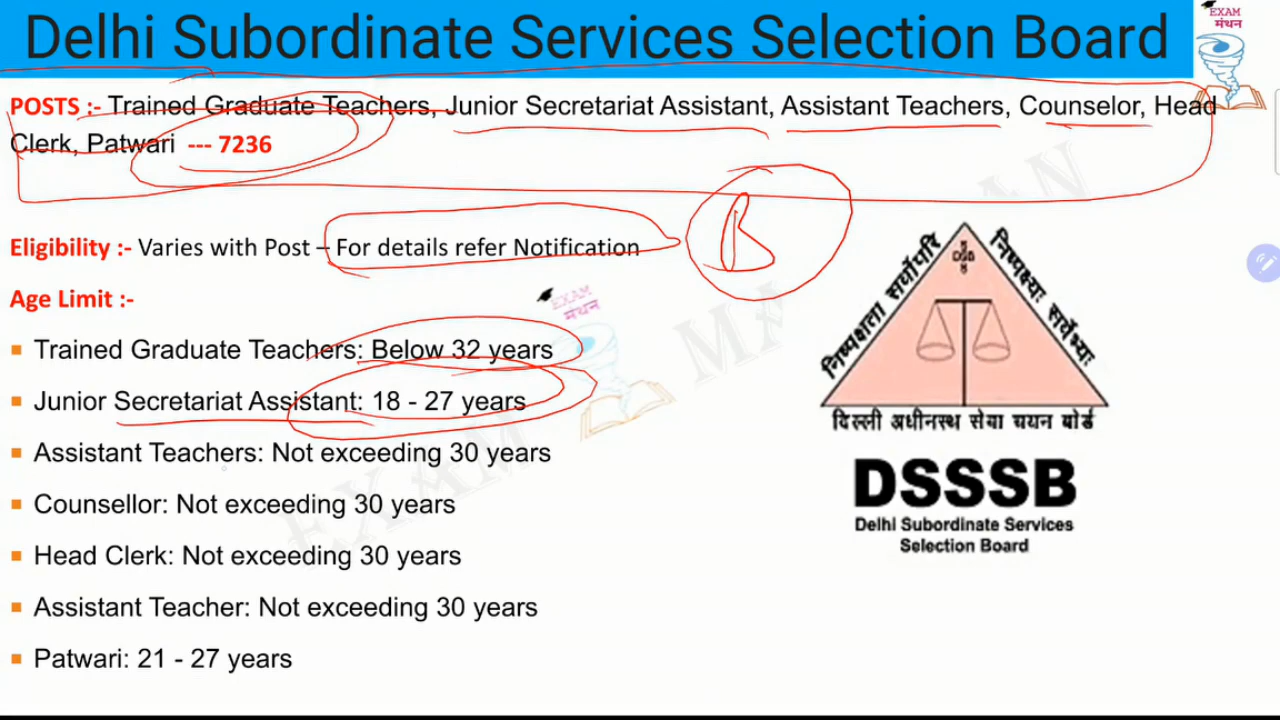 Delhi Subordinate Services Selection Board
EXAM
मंथन
POSTS :- Trained Graduate Teachers, Junior Secretariat Assistant, Assistant Teachers, Counselor, Head
Clerk, Patwari --- 7236
B
Eligibility :- Varies with Post – For details refer Notification
Age Limit :-
EXAM
मंथन
Trained Graduate Teachers: Below 32 years
Junior Secretariat Assistant: 18 - 27 years
Assistant Teachers: Not exceeding 30 years
Counsellor: Not exceeding 30 years
Head Clerk: Not exceeding 30 years
Assistant Teacher: Not exceeding 30 years
Patwari: 21 - 27 years
निष्पक्षता सर्वोपरि
दिल्ली अधीनस्थ सेवा चयन बोर्ड
DSSSB
Delhi Subordinate Services
Selection Board